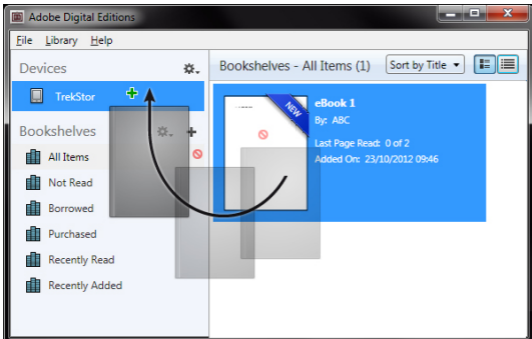 Adobe Digital Editions
File Library Help
Devices
TrekStor
Bookshelves
All Items
Not Read
Borrowed
Purchased
Recently Read
Recently Added
Bookshelves - All Items (1) Sort by Title
NEW
eBook 1
By: ABC
Last Page Read: 0 of 2
Added On: 23/10/2012 09:46